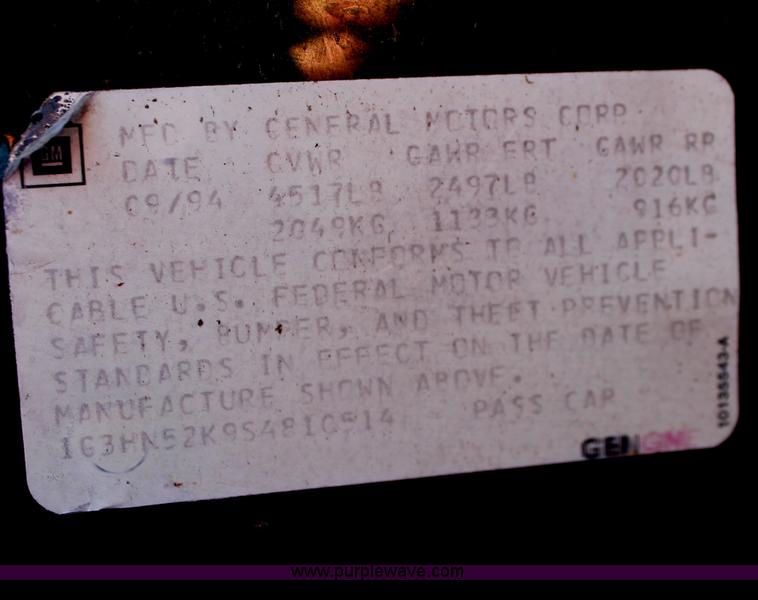 GM
MFD BY GENERAL MOTORS CORP
DATE GVWR GAWR FRT GAWR RR
09/94 4517LB 2497LB 2020LB
2049KG 1133KG 916KG
THIS VEHICLE CONFORMS TO ALL APPLI-
CABLE U.S. FEDERAL MOTOR VEHICLE
SAFETY, BUMPER, AND THEFT PREVENTION
STANDARDS IN EFFECT ON THE DATE OF
MANUFACTURE SHOWN ABOVE.
PASS CAR
10135543-A
www.purplewave.com